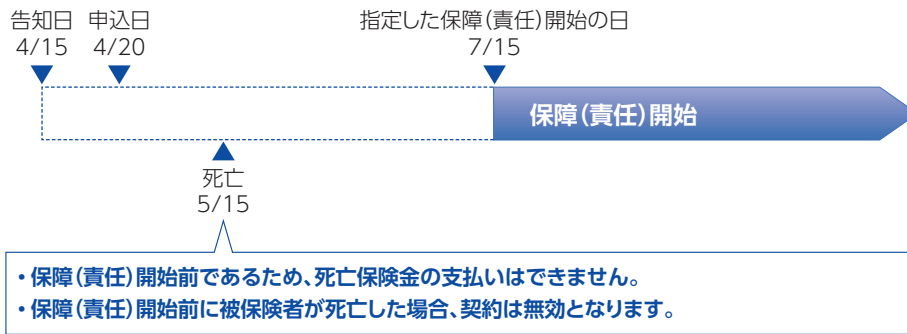 告知日 申込日 指定した保障(責任)開始の日
4/15 4/20 7/15
保障(責任)開始
死亡
5/15
・保障(責任)開始前であるため、死亡保険金の支払いはできません。
・保障(責任)開始前に被保険者が死亡した場合、契約は無効となります。